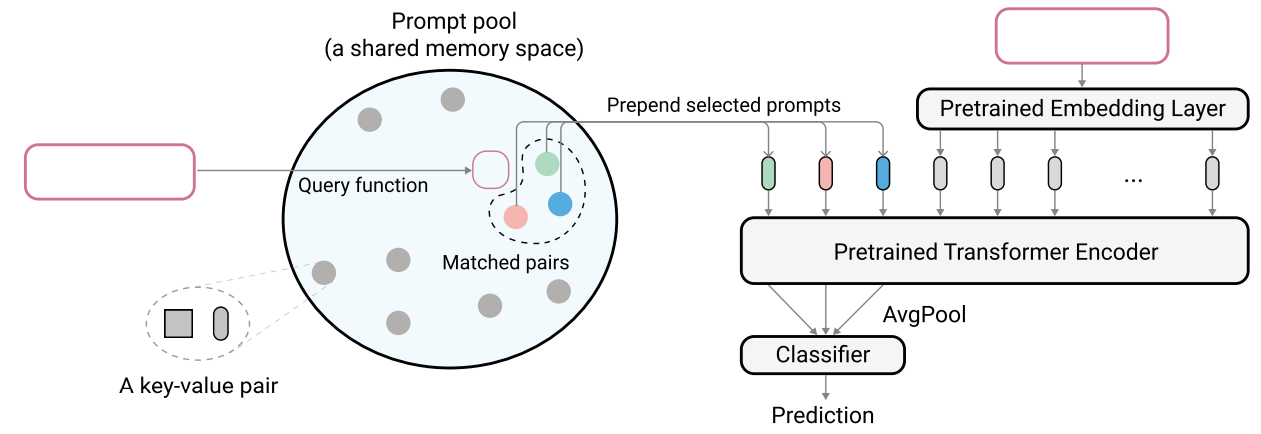 Prompt pool
(a shared memory space)
Prepend selected prompts
Pretrained Embedding Layer
Query function
...
Matched pairs
Pretrained Transformer Encoder
AvgPool
Classifier
A key-value pair
Prediction